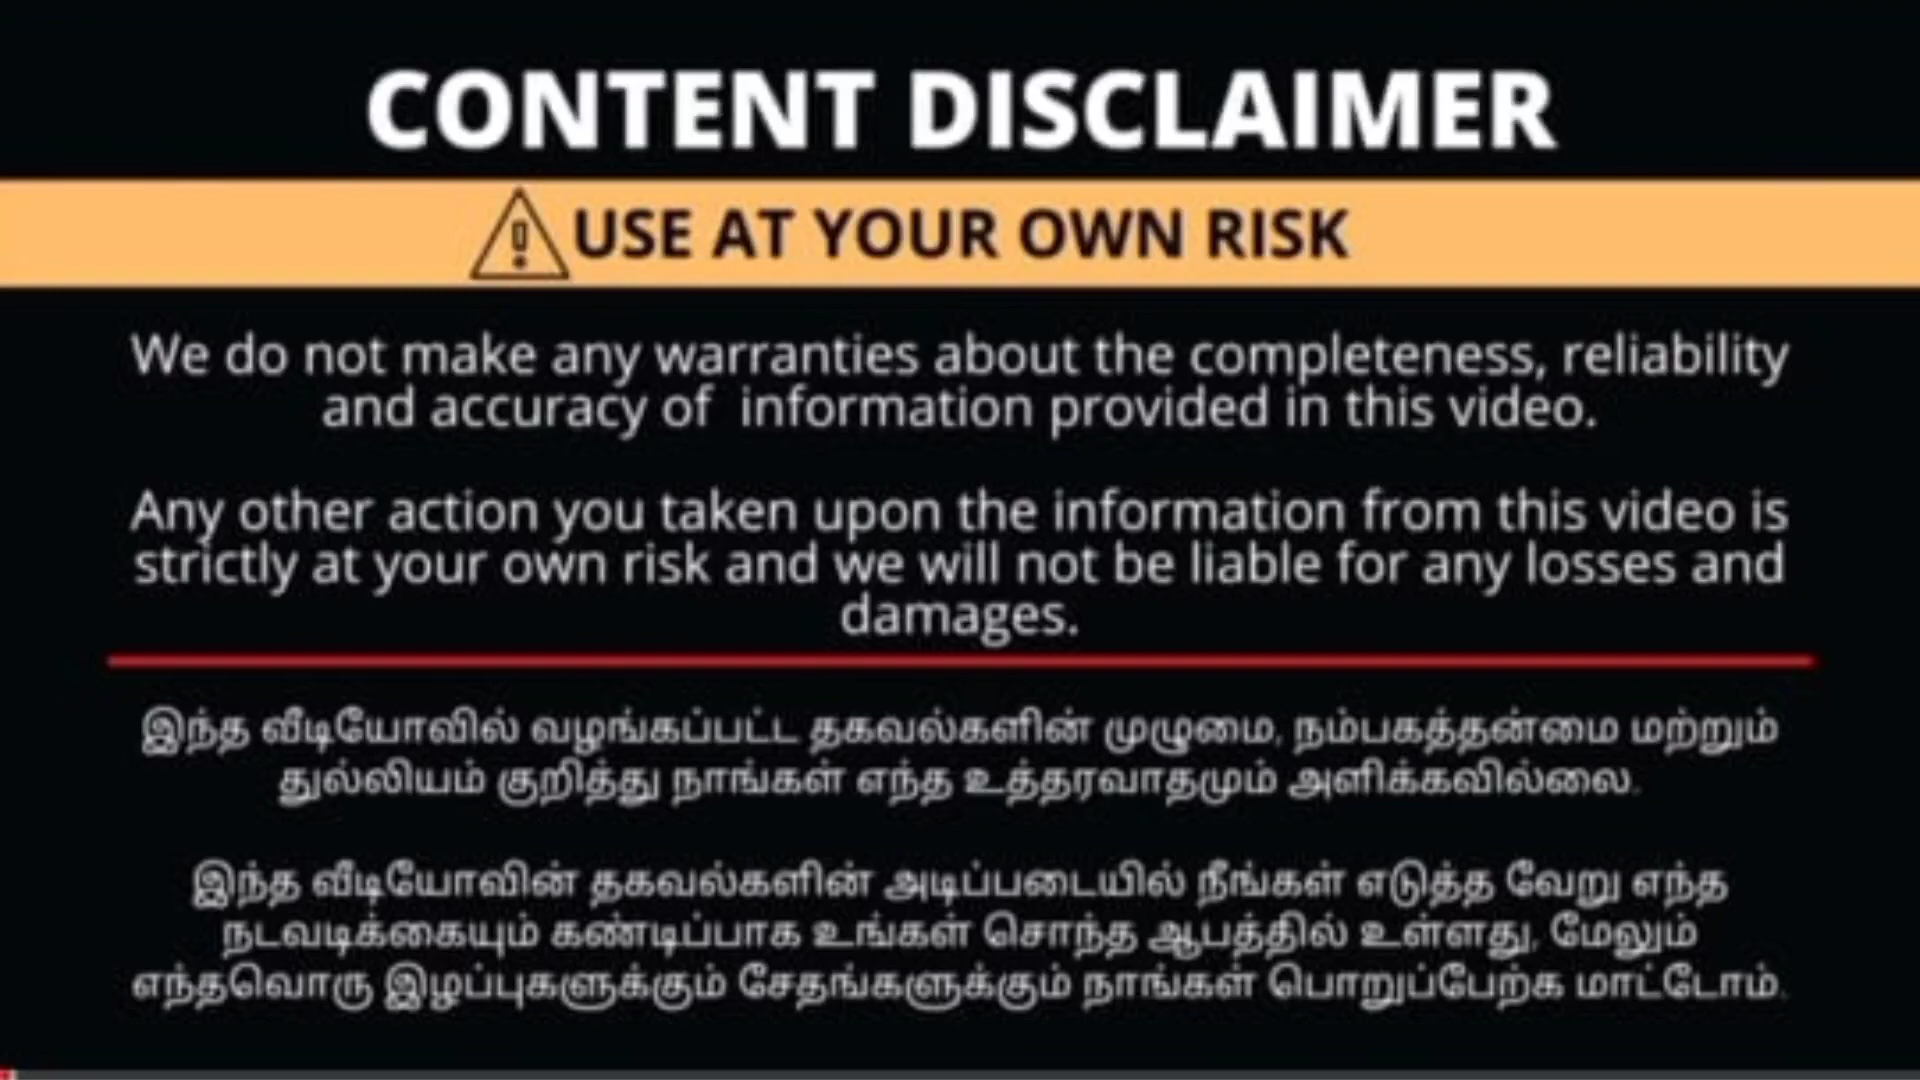 CONTENT DISCLAIMER
USE AT YOUR OWN RISK
We do not make any warranties about the completeness, reliability
and accuracy of information provided in this video.
Any other action you taken upon the information from this video is
strictly at your own risk and we will not be liable for any losses and
damages.
இந்த வீடியோவில் வழங்கப்பட்ட தகவல்களின் முழுமை, நம்பகத்தன்மை மற்றும்
துல்லியம் குறித்து நாங்கள் எந்த உத்தரவாதமும் அளிக்கவில்லை.
இந்த வீடியோவின் தகவல்களின் அடிப்படையில் நீங்கள் எடுத்த வேறு எந்த
நடவடிக்கையும் கண்டிப்பாக உங்கள் சொந்த ஆபத்தில் உள்ளது, மேலும்
எந்தவொரு இழப்புகளுக்கும் சேதங்களுக்கும் நாங்கள் பொறுப்பேற்க மாட்டோம்.